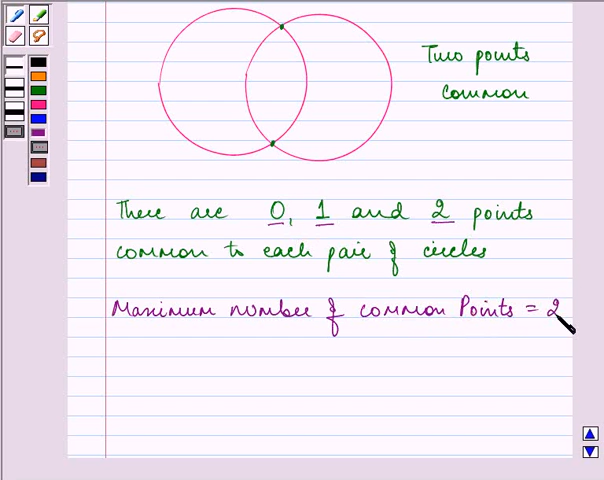 Two points
common
There are 0, 1 and 2 points
common to each pair of circles
Maximum number of common Points = 2